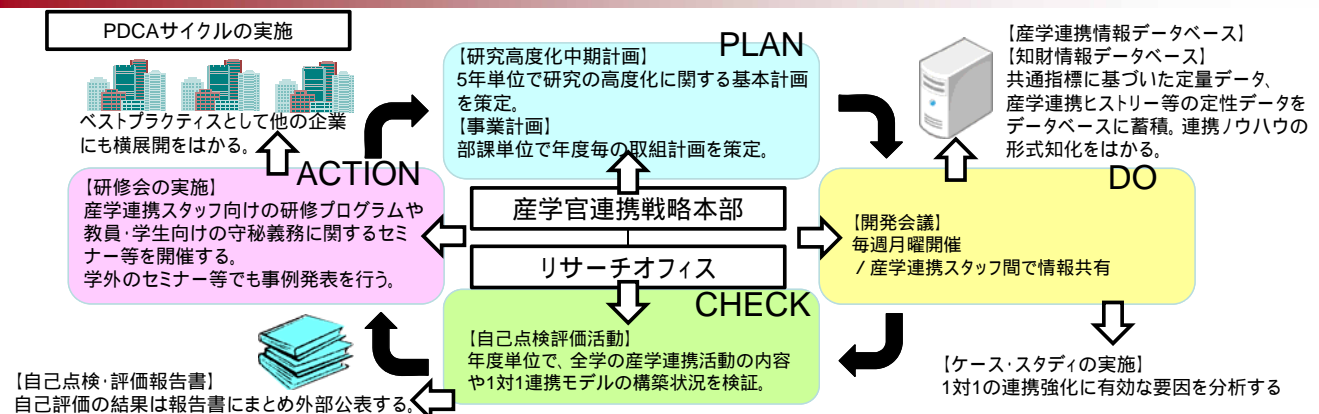 PDCAサイクルの実施
ベストプラクティスとして他の企業
にも横展開をはかる。
PLAN
【研究高度化中期計画】
5年単位で研究の高度化に関する基本計画
を策定。
【事業計画】
部課単位で年度毎の取組計画を策定。
【産学連携情報データベース】
【知財情報データベース】
共通指標に基づいた定量データ、
産学連携ヒストリー等の定性データを
データベースに蓄積。連携ノウハウの
形式知化をはかる。
ACTION
【研修会の実施】
産学連携スタッフ向けの研修プログラムや
教員・学生向けの守秘義務に関するセミ
ナー等を開催する。
学外のセミナー等でも事例発表を行う。
産学官連携戦略本部
リサーチオフィス
DO
【開発会議】
毎週月曜開催
/産学連携スタッフ間で情報共有
CHECK
【自己点検評価活動】
年度単位で、全学の産学連携活動の内容
や1対1連携モデルの構築状況を検証。
【ケース・スタディの実施】
1対1の連携強化に有効な要因を分析する
【自己点検・評価報告書】
自己評価の結果は報告書にまとめ外部公表する。